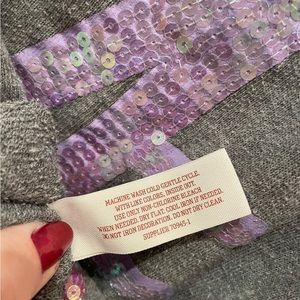 MACHINE WASH COLD GENTLE CYCLE,
WITH LIKE COLORS, INSIDE OUT.
USE ONLY NON-CHLORINE BLEACH
WHEN NEEDED. DRY FLAT. COOL IRON IF NEEDED.
DO NOT IRON DECORATION. DO NOT DRY CLEAN.
SUPPLIER 70965-1